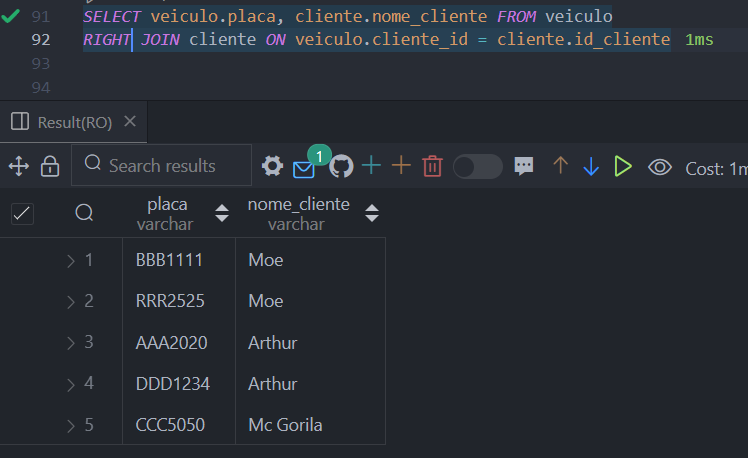 91 SELECT veiculo.placa, cliente.nome_cliente FROM veiculo
92 RIGHT JOIN cliente ON veiculo.cliente_id = cliente.id_cliente 1ms
93
94
Result(RO)
Search results 1 Cost: 1m
placa nome_cliente
varchar varchar
1 BBB1111 Moe
2 RRR2525 Moe
3 AAA2020 Arthur
4 DDD1234 Arthur
5 CCC5050 Mc Gorila